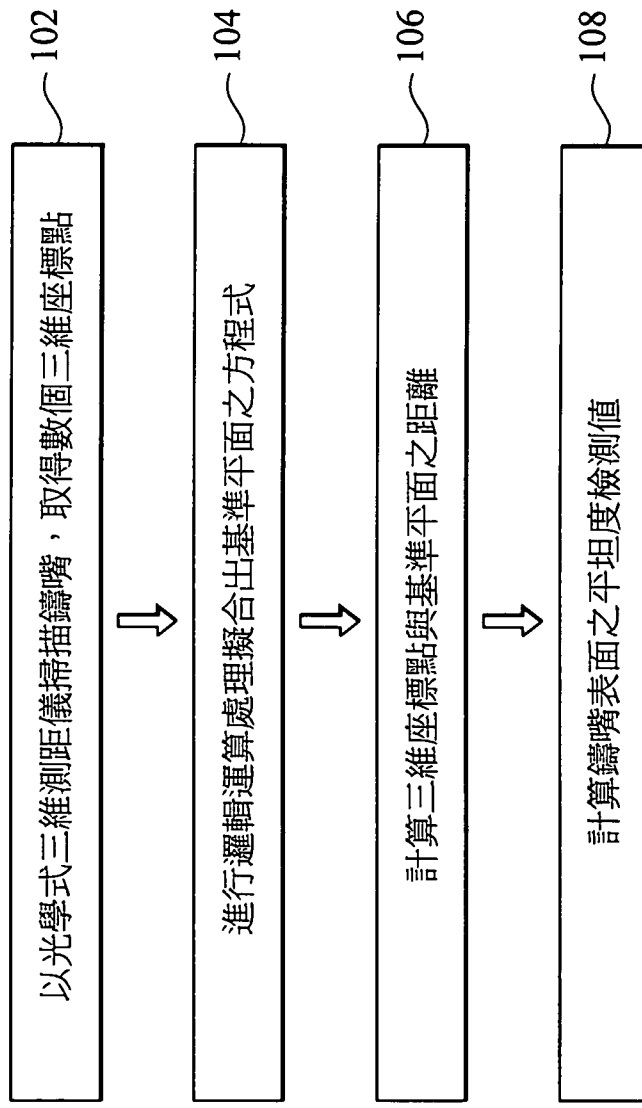 以光學式三維測距儀掃描鑄嘴，取得數個三維座標點
102
進行邏輯運算處理擬合出基準平面之方程式
104
計算三維座標點與基準平面之距離
106
計算鑄嘴表面之平坦度檢測值
108